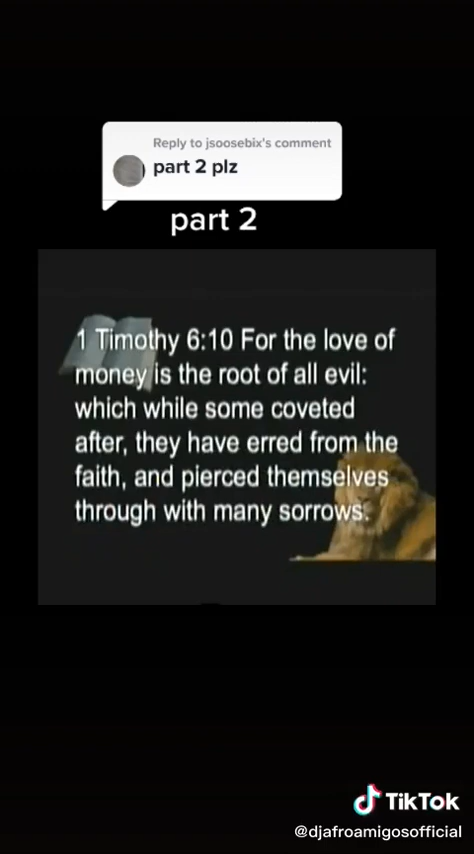 Reply to jsoosebix's comment
part 2 plz
part 2
1 Timothy 6:10 For the love of
money is the root of all evil:
which while some coveted
after, they have erred from the
faith, and pierced themselves
through with many sorrows.
TikTok
@djafroamigosofficial